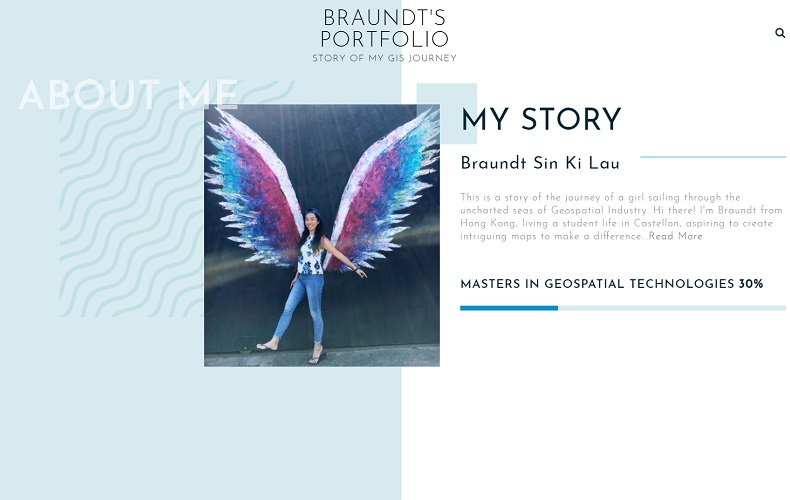 BRAUNDT'S
PORTFOLIO
STORY OF MY GIS JOURNEY
ABOUT ME
MY STORY
Braundt Sin Ki Lau
This is a story of the journey of a girl sailing through the
uncharted seas of Geospatial Industry. Hi there! I'm Braundt from
Hong Kong, living a student life in Castellon, aspiring to create
intriguing maps to make a difference...Read More
MASTERS IN GEOSPATIAL TECHNOLOGIES 30%